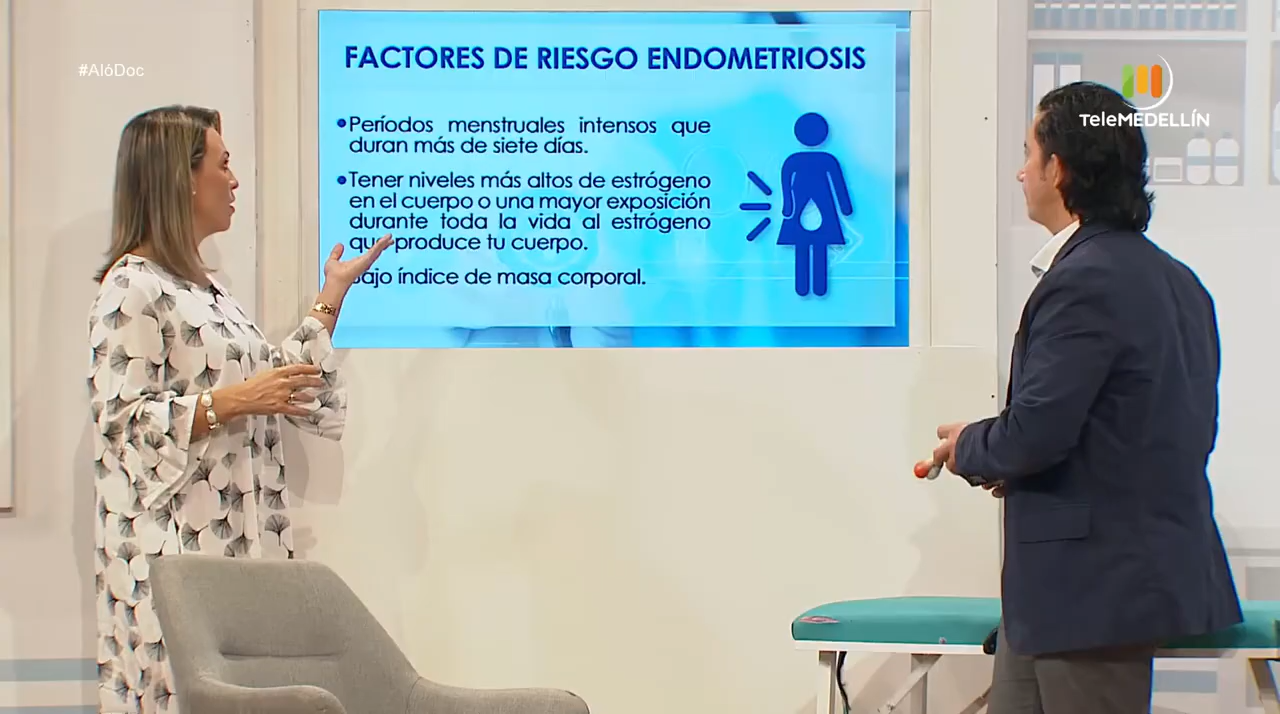 #AlóDoc
TeleMEDELLÍN
FACTORES DE RIESGO ENDOMETRIOSIS
•Períodos menstruales intensos que
duran más de siete días.
•Tener niveles más altos de estrógeno
en el cuerpo o una mayor exposición
durante toda la vida al estrógeno
que produce tu cuerpo.
Bajo índice de masa corporal.